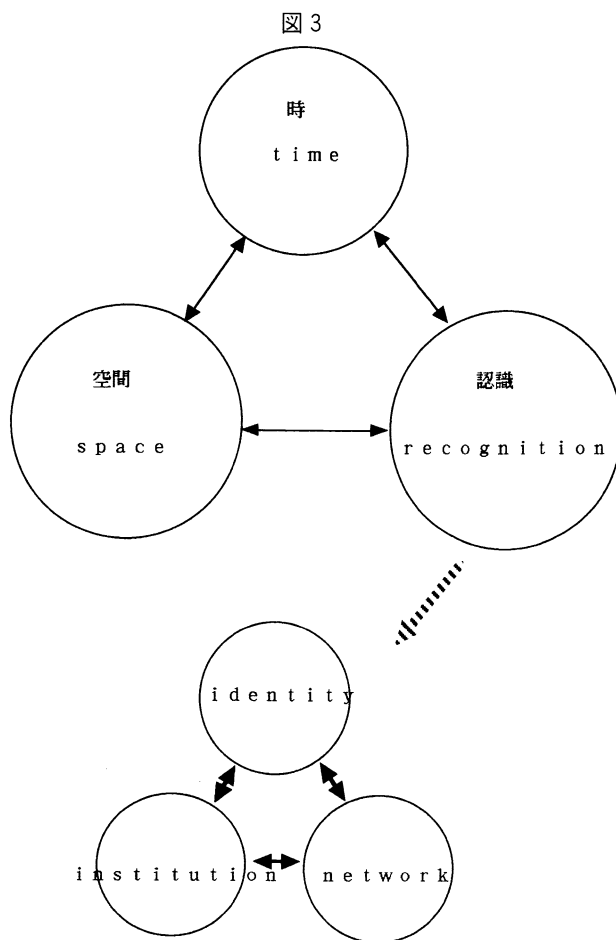 図3
時
time
空間
space
認識
recognition
identity
institution
network